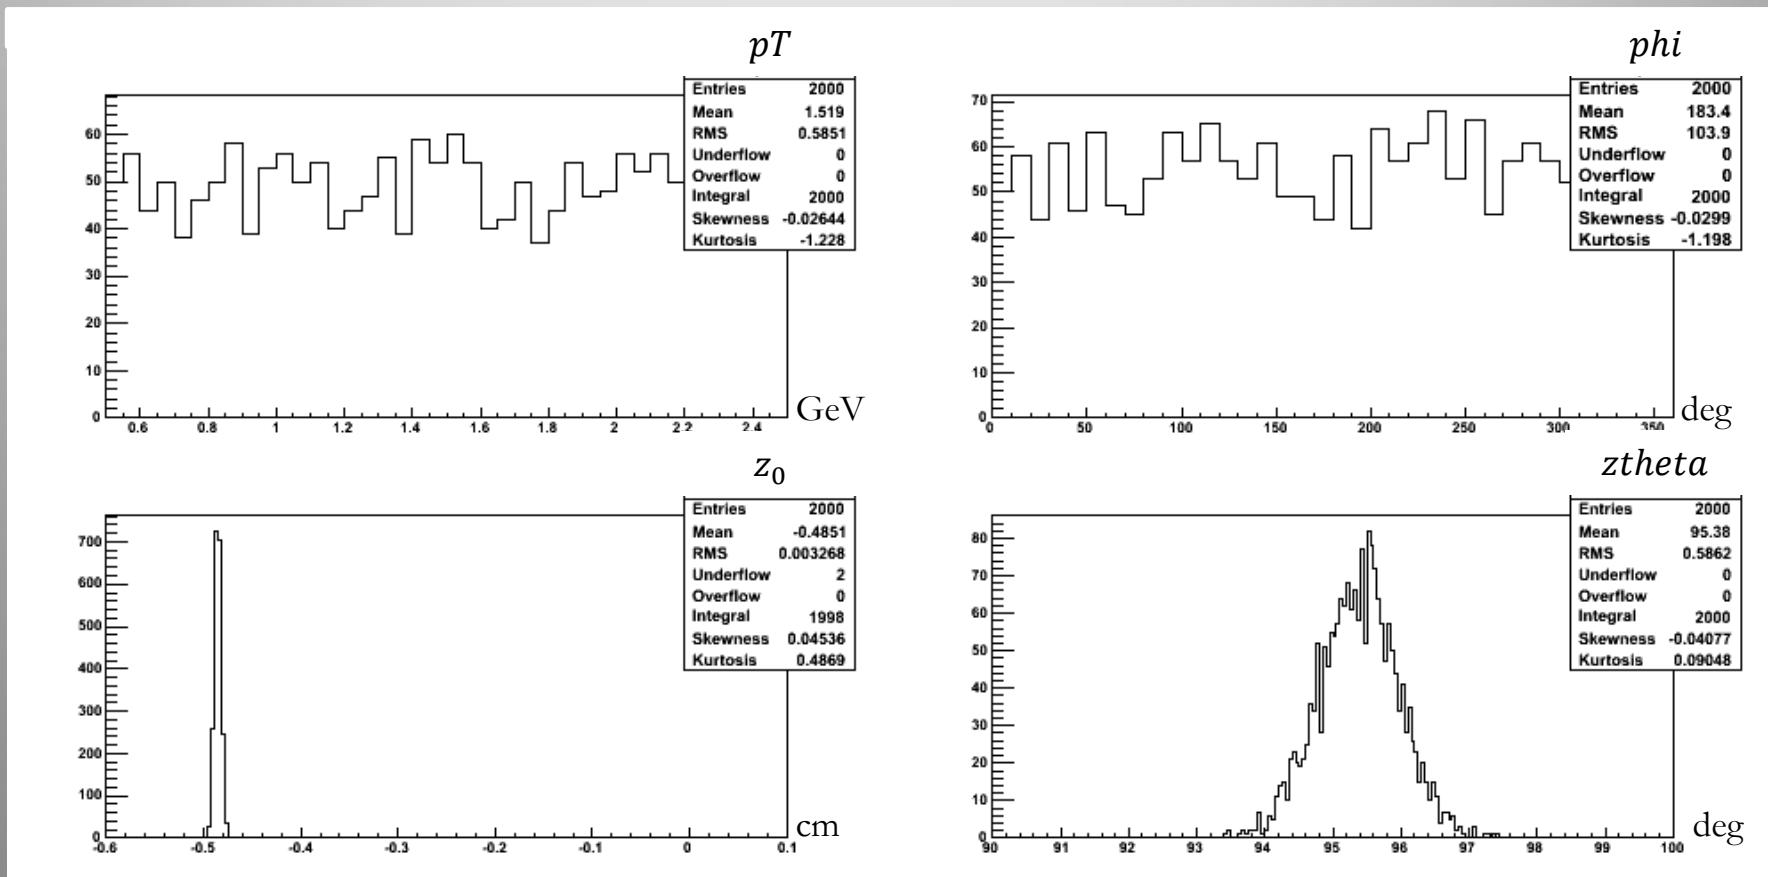 pT
Entries 2000
Mean 1.519
RMS 0.5851
Underflow 0
Overflow 0
Integral 2000
Skewness -0.02644
Kurtosis -1.228
60
50
40
30
20
10
0
0.6 0.8 1 1.2 1.4 1.6 1.8 2 2.2 2.4
GeV
phi
Entries 2000
Mean 183.4
RMS 103.9
Underflow 0
Overflow 0
Integral 2000
Skewness -0.0299
Kurtosis -1.198
70
60
50
40
30
20
10
0
0 50 100 150 200 250 300 350
deg
z0
Entries 2000
Mean -0.4851
RMS 0.003268
Underflow 2
Overflow 0
Integral 1998
Skewness 0.04536
Kurtosis 0.4869
700
600
500
400
300
200
100
0
-0.6 -0.5 -0.4 -0.3 -0.2 -0.1 0 0.1
cm
ztheta
Entries 2000
Mean 95.38
RMS 0.5862
Underflow 0
Overflow 0
Integral 2000
Skewness -0.04077
Kurtosis 0.09048
80
70
60
50
40
30
20
10
0
90 91 92 93 94 95 96 97 98 99 100
deg